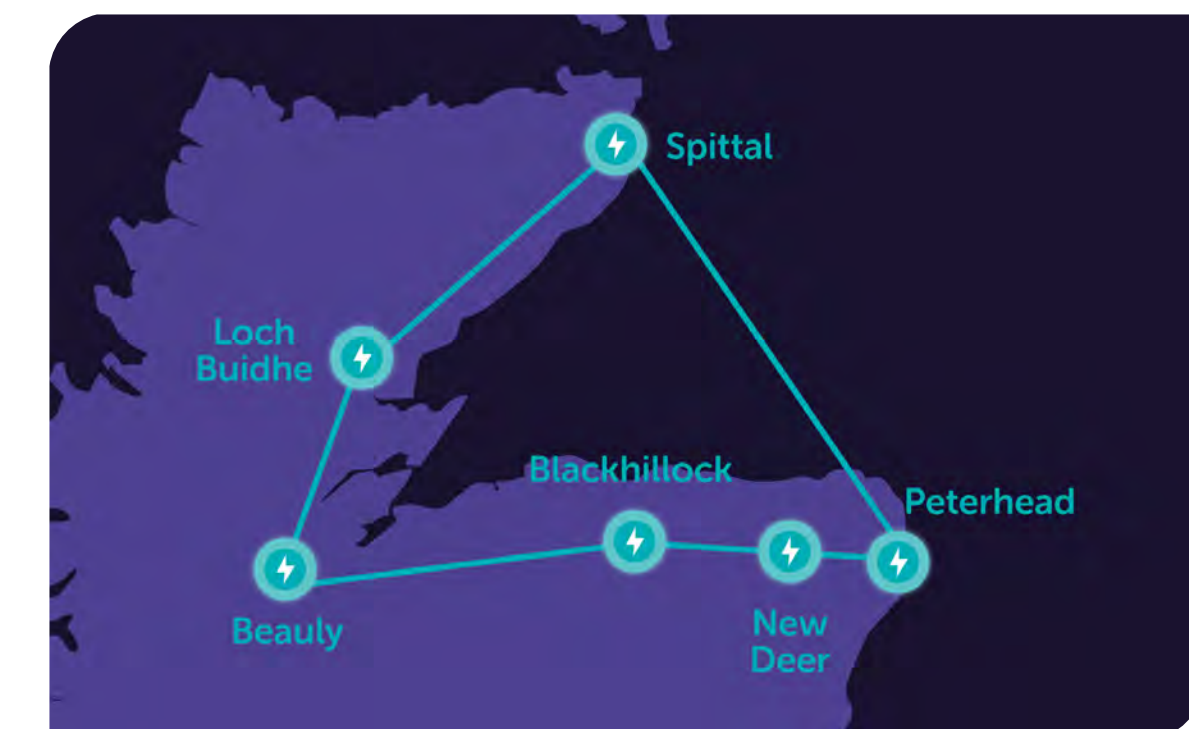 Spittal
Loch
Buidhe
Blackhillock
Peterhead
Beauly
New
Deer